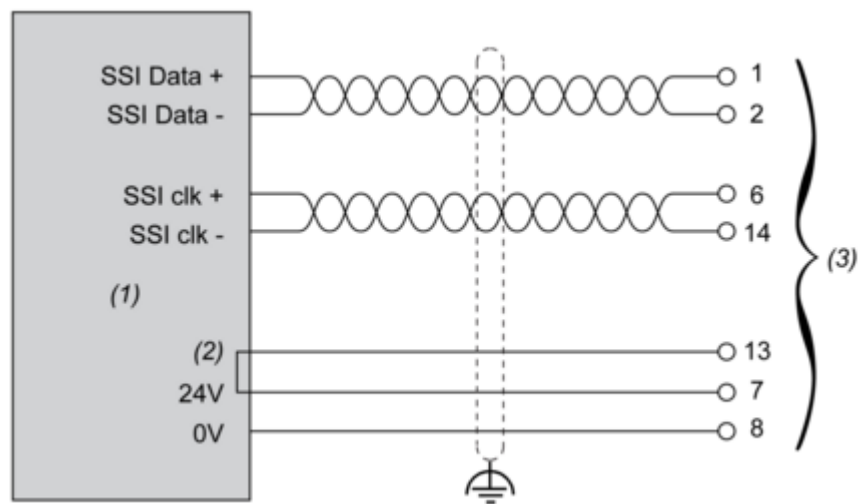 SSI Data + 1
SSI Data - 2
SSI clk + 6
SSI clk - 14
(1) (3)
(2) 13
24V 7
0V 8